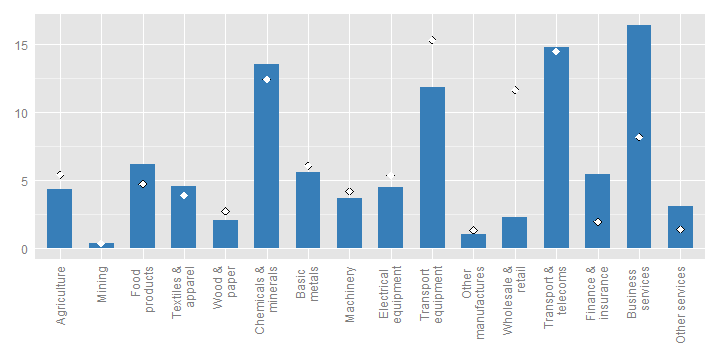 15
10
5
0
Agriculture
Mining
Food
products
Textiles &
apparel
Wood &
paper
Chemicals &
minerals
Basic
metals
Machinery
Electrical
equipment
Transport
equipment
Other
manufactures
Wholesale &
retail
Transport &
telecoms
Finance &
insurance
Business
services
Other services